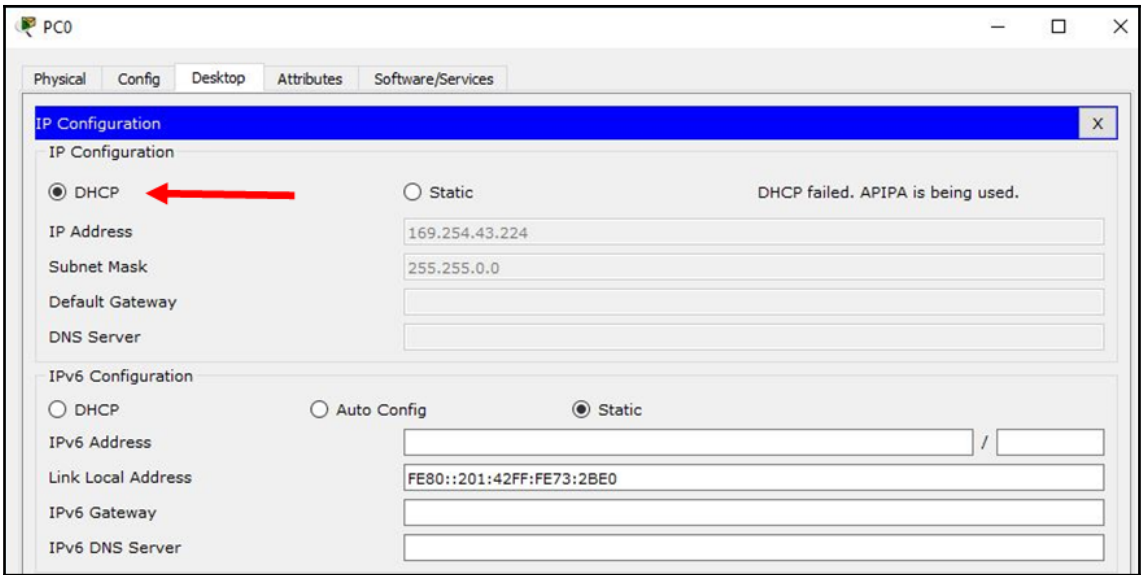 PC0
Physical Config Desktop Attributes Software/Services
IP Configuration X
IP Configuration
DHCP Static DHCP failed. APIPA is being used.
IP Address 169.254.43.224
Subnet Mask 255.255.0.0
Default Gateway
DNS Server
IPv6 Configuration
DHCP Auto Config Static
IPv6 Address /
Link Local Address FE80::201:42FF:FE73:2BE0
IPv6 Gateway
IPv6 DNS Server